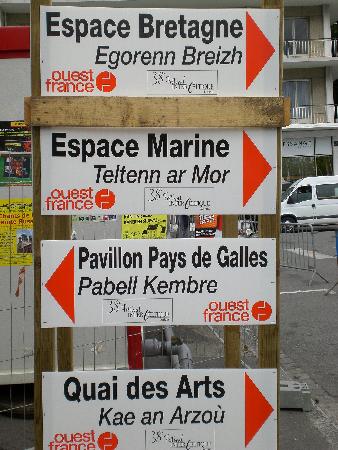 Espace Bretagne
Egorenn Breizh
ouest
france
Espace Marine
Teltenn ar Mor
ouest
france
Pavillon Pays de Galles
Pabell Kembre
ouest
france
Quai des Arts
Kae an Arzoù
ouest
france